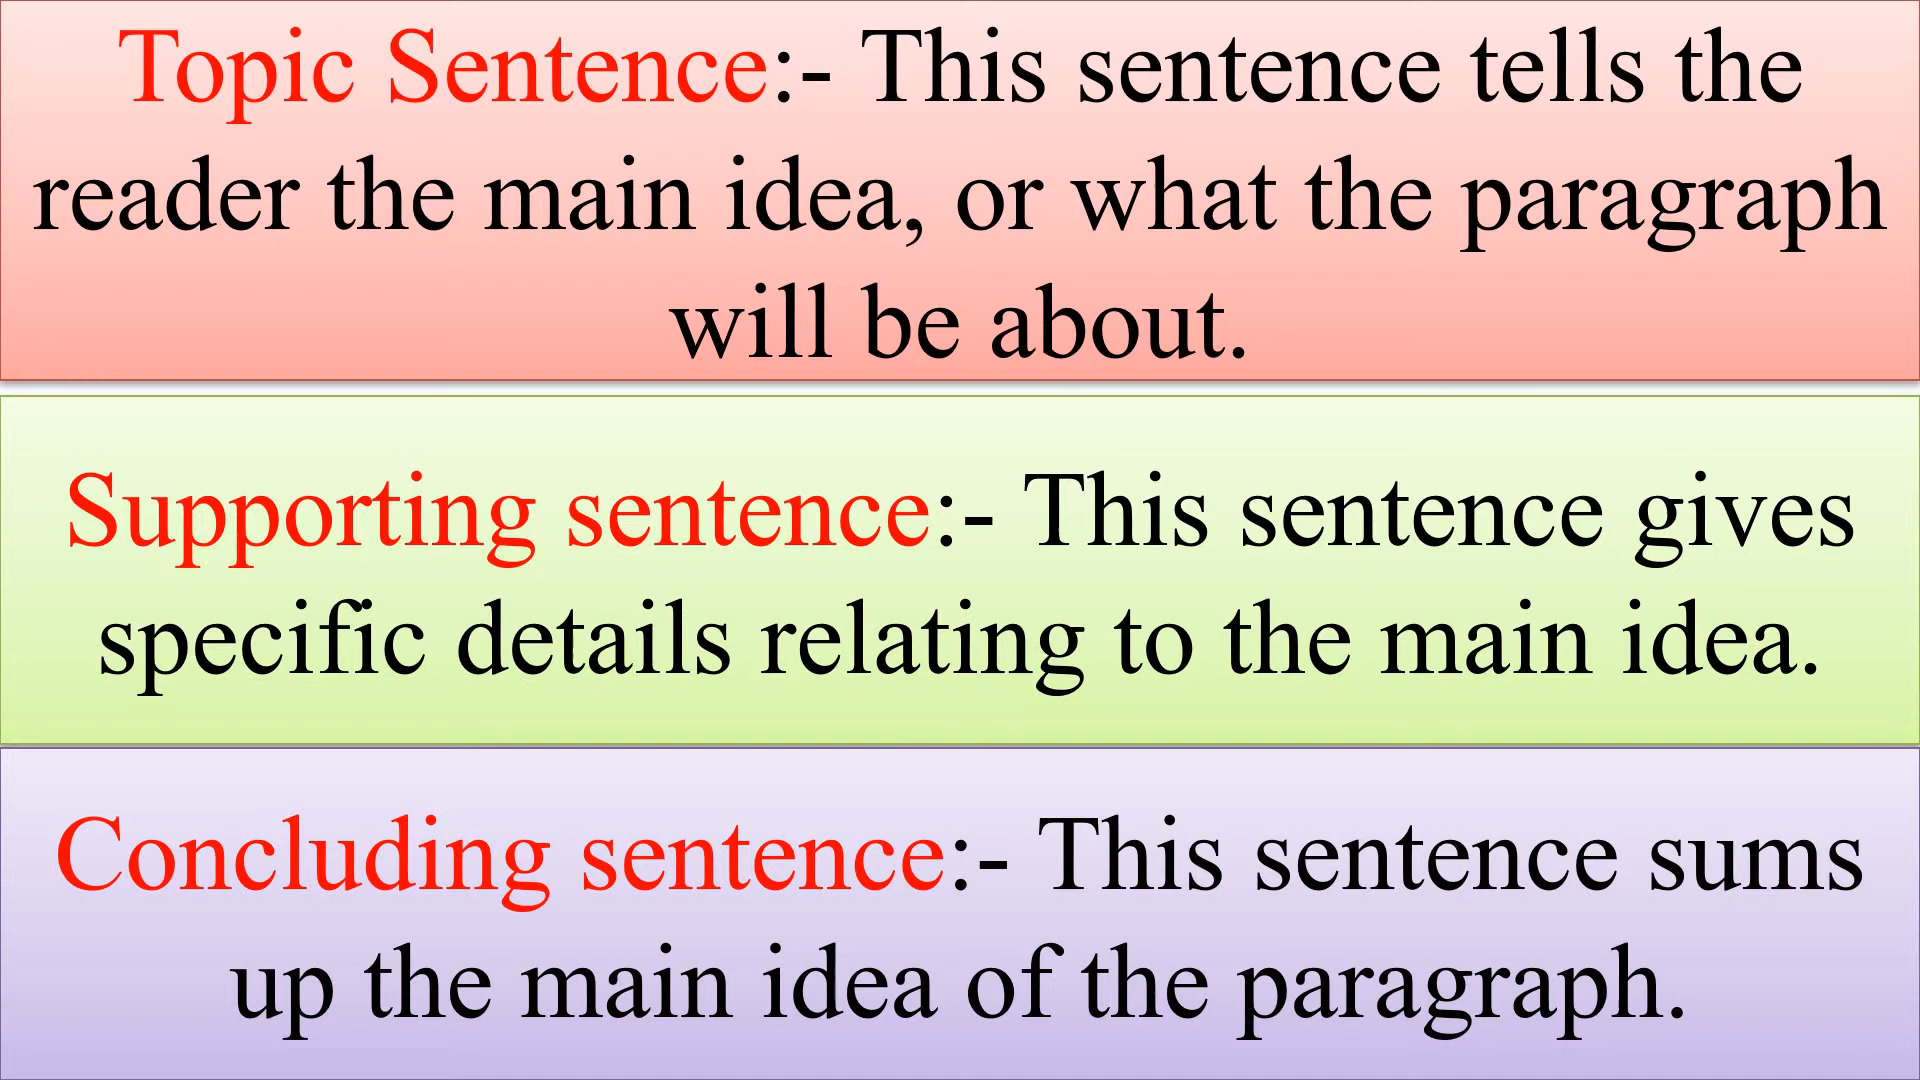 Topic Sentence:- This sentence tells the
reader the main idea, or what the paragraph
will be about.
Supporting sentence:- This sentence gives
specific details relating to the main idea.
Concluding sentence:- This sentence sums
up the main idea of the paragraph.